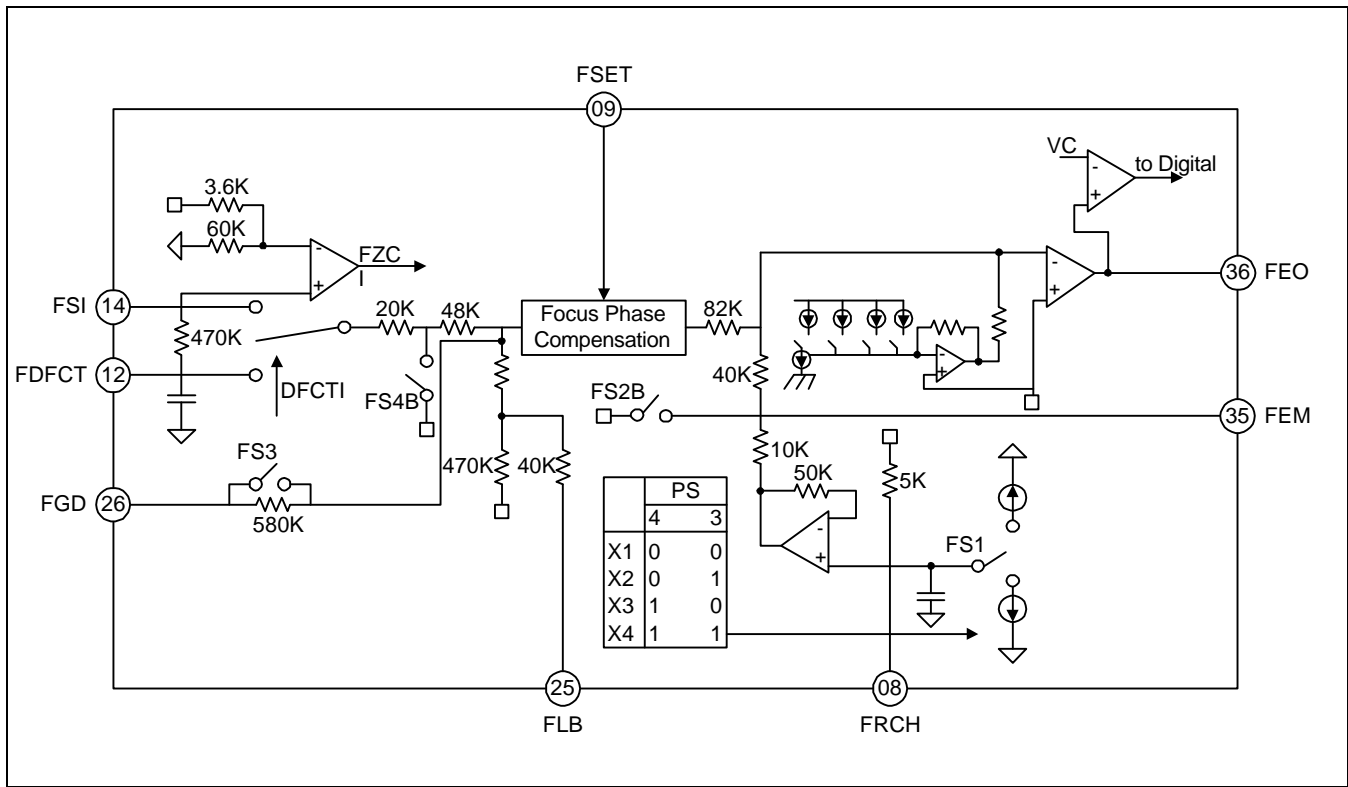 FSET
09
VC
to Digital
3.6K
60K
FZC
I
FSI 14
20K
48K
Focus Phase
Compensation
82K
36 FEO
470K
FDFCT 12
DFCTI
FS4B
40K
FS2B
35 FEM
10K
FS3
470K
40K
50K
5K
FGD 26
580K
PS
4 3
X1 0 0
X2 0 1
X3 1 0
X4 1 1
FS1
25
FLB
08
FRCH